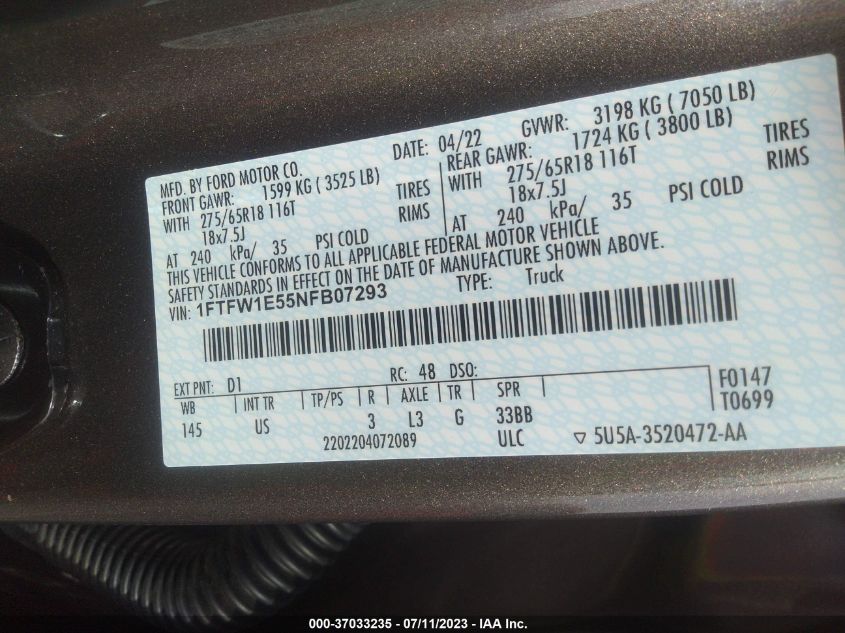 MFD. BY FORD MOTOR CO.
DATE: 04/22 GVWR: 3198 KG ( 7050 LB)
FRONT GAWR: 1599 KG ( 3525 LB)
REAR GAWR: 1724 KG ( 3800 LB)
WITH 275/65R18 116T TIRES
WITH 275/65R18 116T TIRES
18x7.5J RIMS
18x7.5J RIMS
AT 240 kPa/ 35 PSI COLD
AT 240 kPa/ 35 PSI COLD
THIS VEHICLE CONFORMS TO ALL APPLICABLE FEDERAL MOTOR VEHICLE
SAFETY STANDARDS IN EFFECT ON THE DATE OF MANUFACTURE SHOWN ABOVE.
VIN: 1FTFW1E55NFB07293 TYPE: Truck
EXT PNT: D1 RC: 48 DSO:
WB INT TR TP/PS R AXLE TR SPR
145 US 3 L3 G 33BB
2202204072089 ULC
F0147
T0699
▽ 5U5A-3520472-AA
000-37033235 - 07/11/2023 - IAA Inc.